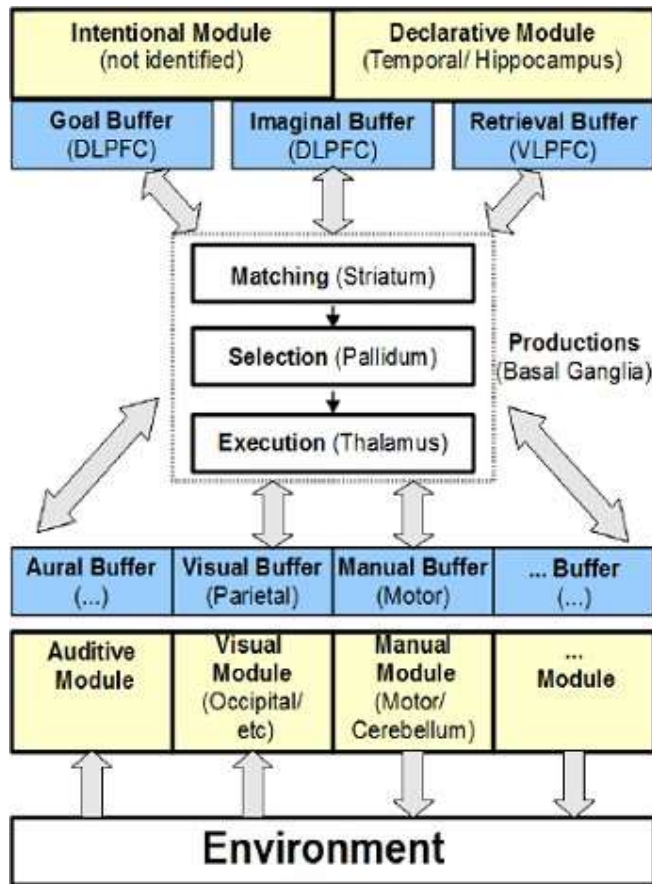 Intentional Module
(not identified)
Declarative Module
(Temporal/ Hippocampus)
Goal Buffer
(DLPFC)
Imaginal Buffer
(DLPFC)
Retrieval Buffer
(VLPFC)
Matching (Striatum)
Selection (Pallidum)
Execution (Thalamus)
Productions
(Basal Ganglia)
Aural Buffer
(...)
Visual Buffer
(Parietal)
Manual Buffer
(Motor)
... Buffer
(...)
Auditive
Module
Visual
Module
(Occipital/
etc)
Manual
Module
(Motor/
Cerebellum)
...
Module
Environment